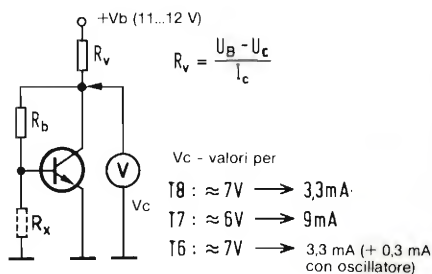 +Vb (11...12 V)
Rv
Rv = UB - UC / Ic
Rb
V
Vc
Rx
Vc - valori per
T8 : ≈ 7V → 3,3mA.
T7 : ≈ 6V → 9mA
T6 : ≈ 7V → 3,3 mA (+ 0,3 mA
con oscillatore)